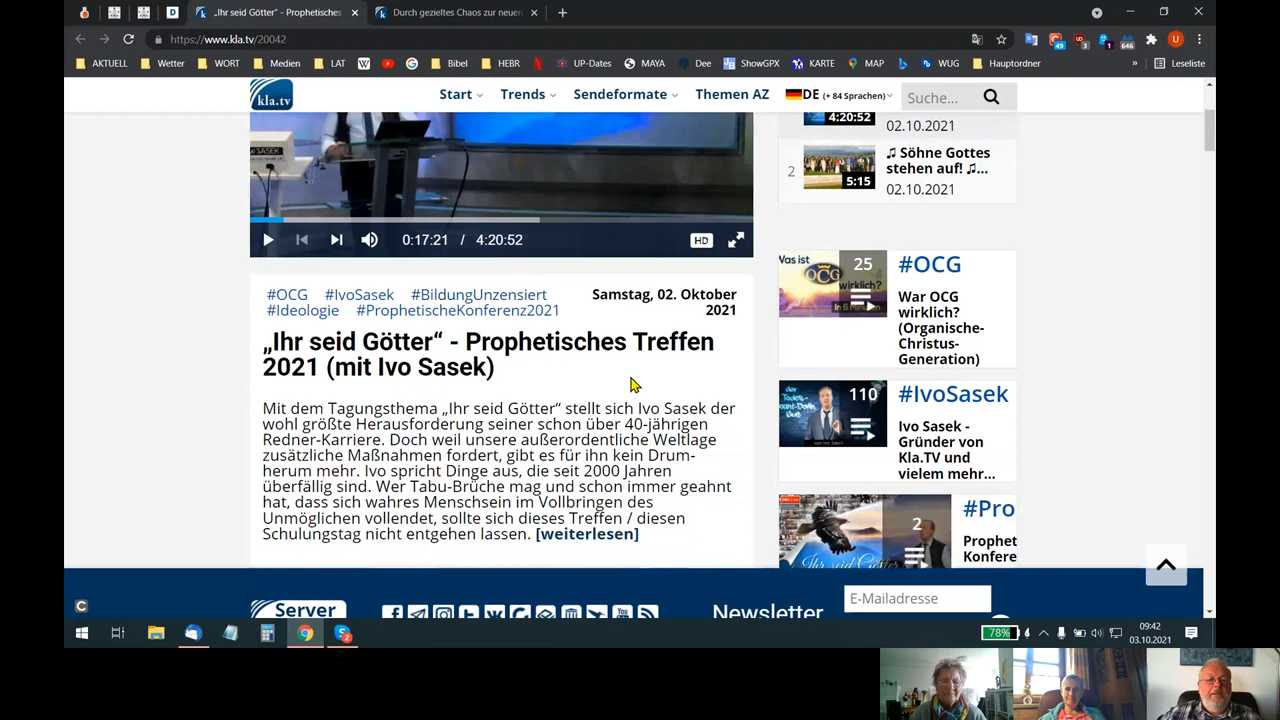 „Ihr seid Götter“ - Prophetisches
Durch gezieltes Chaos zur neuen
https://www.kla.tv/20042
AKTUELL Wetter WORT Medien LAT Bibel HEBR UP-Dates MAYA Dee ShowGPX KARTE MAP WUG Hauptordner » Leseliste
kla.tv Start Trends Sendeformate Themen AZ DE (+ 84 Sprachen) Suche...
4:20:52
02.10.2021
2
♫ Söhne Gottes
stehen auf! ♫...
5:15
02.10.2021
IVO SASEK
0:17:21 / 4:20:52 HD
#OCG #IvoSasek #BildungUnzensiert
#Ideologie #ProphetischeKonferenz2021
Samstag, 02. Oktober
2021
„Ihr seid Götter“ - Prophetisches Treffen
2021 (mit Ivo Sasek)
Mit dem Tagungsthema „Ihr seid Götter“ stellt sich Ivo Sasek der
wohl größte Herausforderung seiner schon über 40-jährigen
Redner-Karriere. Doch weil unsere außerordentliche Weltlage
zusätzliche Maßnahmen fordert, gibt es für ihn kein Drum-
herum mehr. Ivo spricht Dinge aus, die seit 2000 Jahren
überfällig sind. Wer Tabu-Brüche mag und schon immer geahnt
hat, dass sich wahres Menschsein im Vollbringen des
Unmöglichen vollendet, sollte sich dieses Treffen / diesen
Schulungstag nicht entgehen lassen. [weiterlesen]
Was ist
OCG
wirklich?
25
#OCG
War OCG
wirklich?
(Organische-
Christus-
Generation)
110
#IvoSasek
Ivo Sasek -
Gründer von
Kla.TV und
vielem mehr...
Ihr seid Götter
2
#Pro
Prophet
Konfere
Server
Newsletter
E-Mailadresse
78%
09:42
03.10.2021